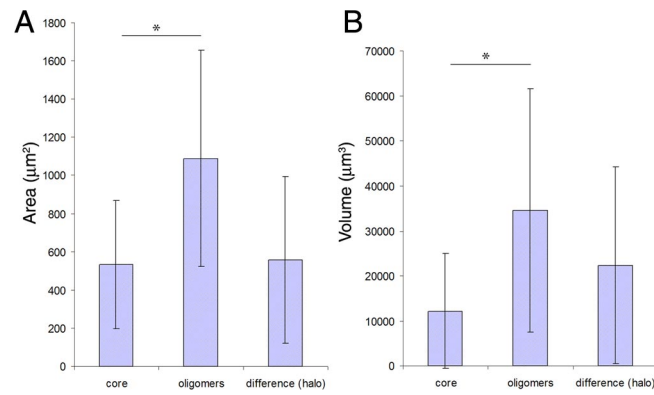 A
Area (μm²)
1800
1600
1400
1200
1000
800
600
400
200
0
*
core
oligomers
difference (halo)
B
Volume (μm³)
70000
60000
50000
40000
30000
20000
10000
0
*
core
oligomers
difference (halo)